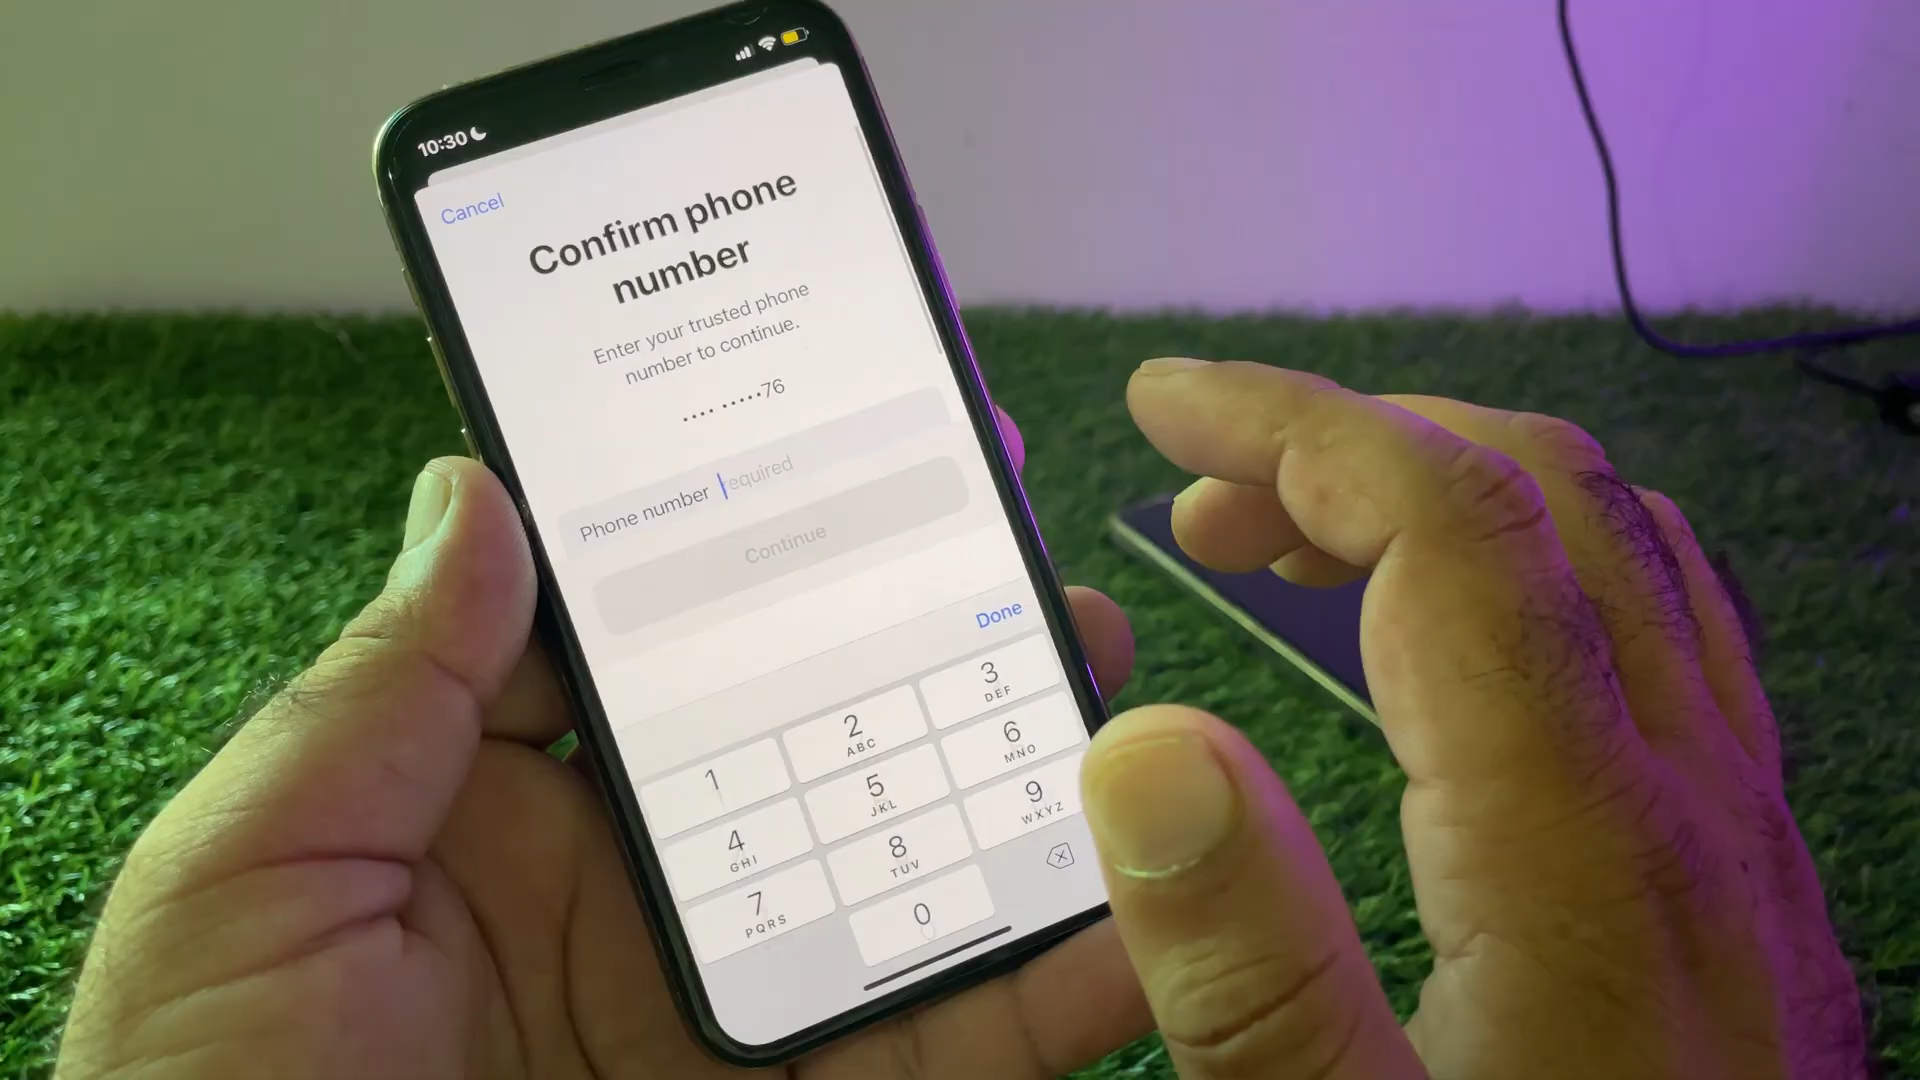 10:30
Cancel
Confirm phone
number
Enter your trusted phone
number to continue.
•••• •••••76
Phone number required
Continue
Done
1
2
ABC
3
DEF
4
GHI
5
JKL
6
MNO
7
PQRS
8
TUV
9
WXYZ
0